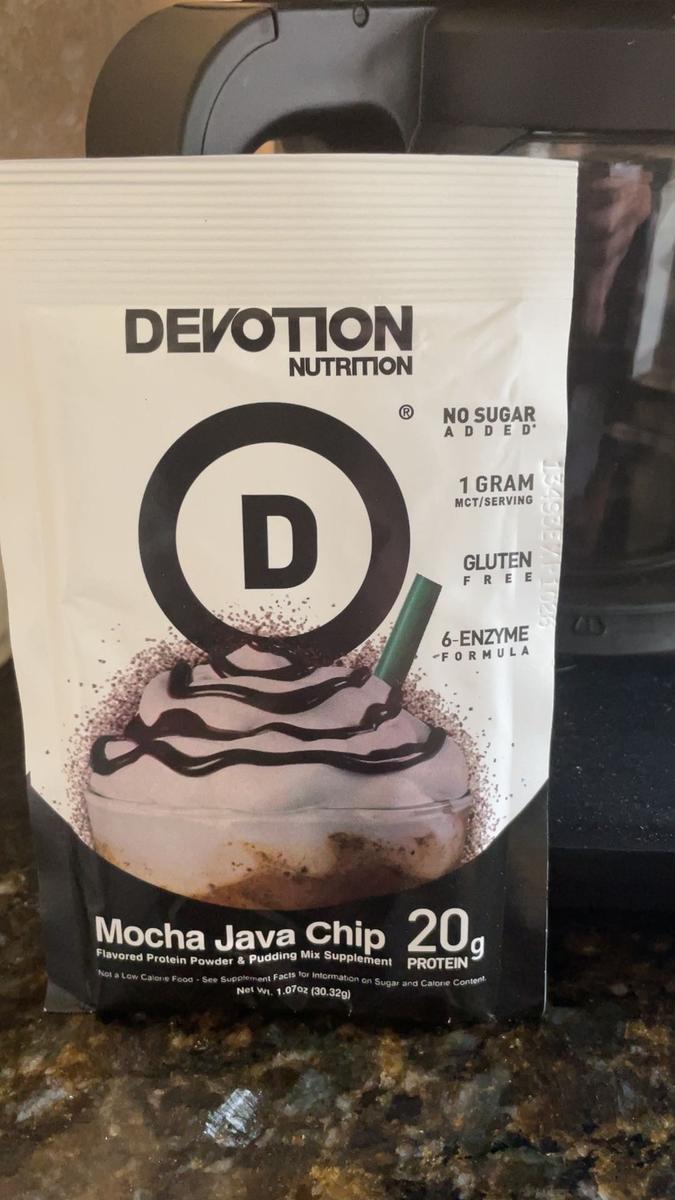 DEVOTION
NUTRITION
®
NO SUGAR
ADDED*
1 GRAM
MCT/SERVING
GLUTEN
FREE
6-ENZYME
FORMULA
D
Mocha Java Chip
Flavored Protein Powder & Pudding Mix Supplement
20g
PROTEIN
Not a Low Calorie Food - See Supplement Facts for Information on Sugar and Calorie Content.
Net Wt. 1.07oz (30.32g)